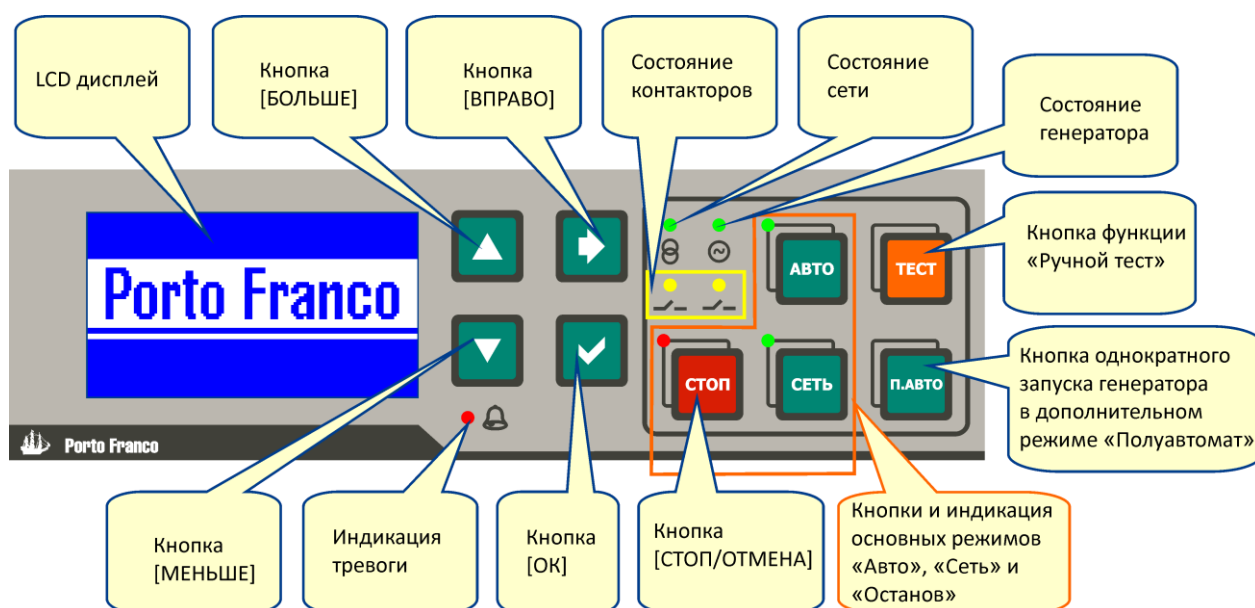 LCD дисплей
Кнопка
[БОЛЬШЕ]
Кнопка
[ВПРАВО]
Состояние
контакторов
Состояние
сети
Состояние
генератора
Porto Franco
АВТО
ТЕСТ
Кнопка функции
«Ручной тест»
СТОП
СЕТЬ
П.АВТО
Кнопка однократного
запуска генератора
в дополнительном
режиме «Полуавтомат»
Porto Franco
Кнопка
[МЕНЬШЕ]
Индикация
тревоги
Кнопка
[ОК]
Кнопка
[СТОП/ОТМЕНА]
Кнопки и индикация
основных режимов
«Авто», «Сеть» и
«Останов»